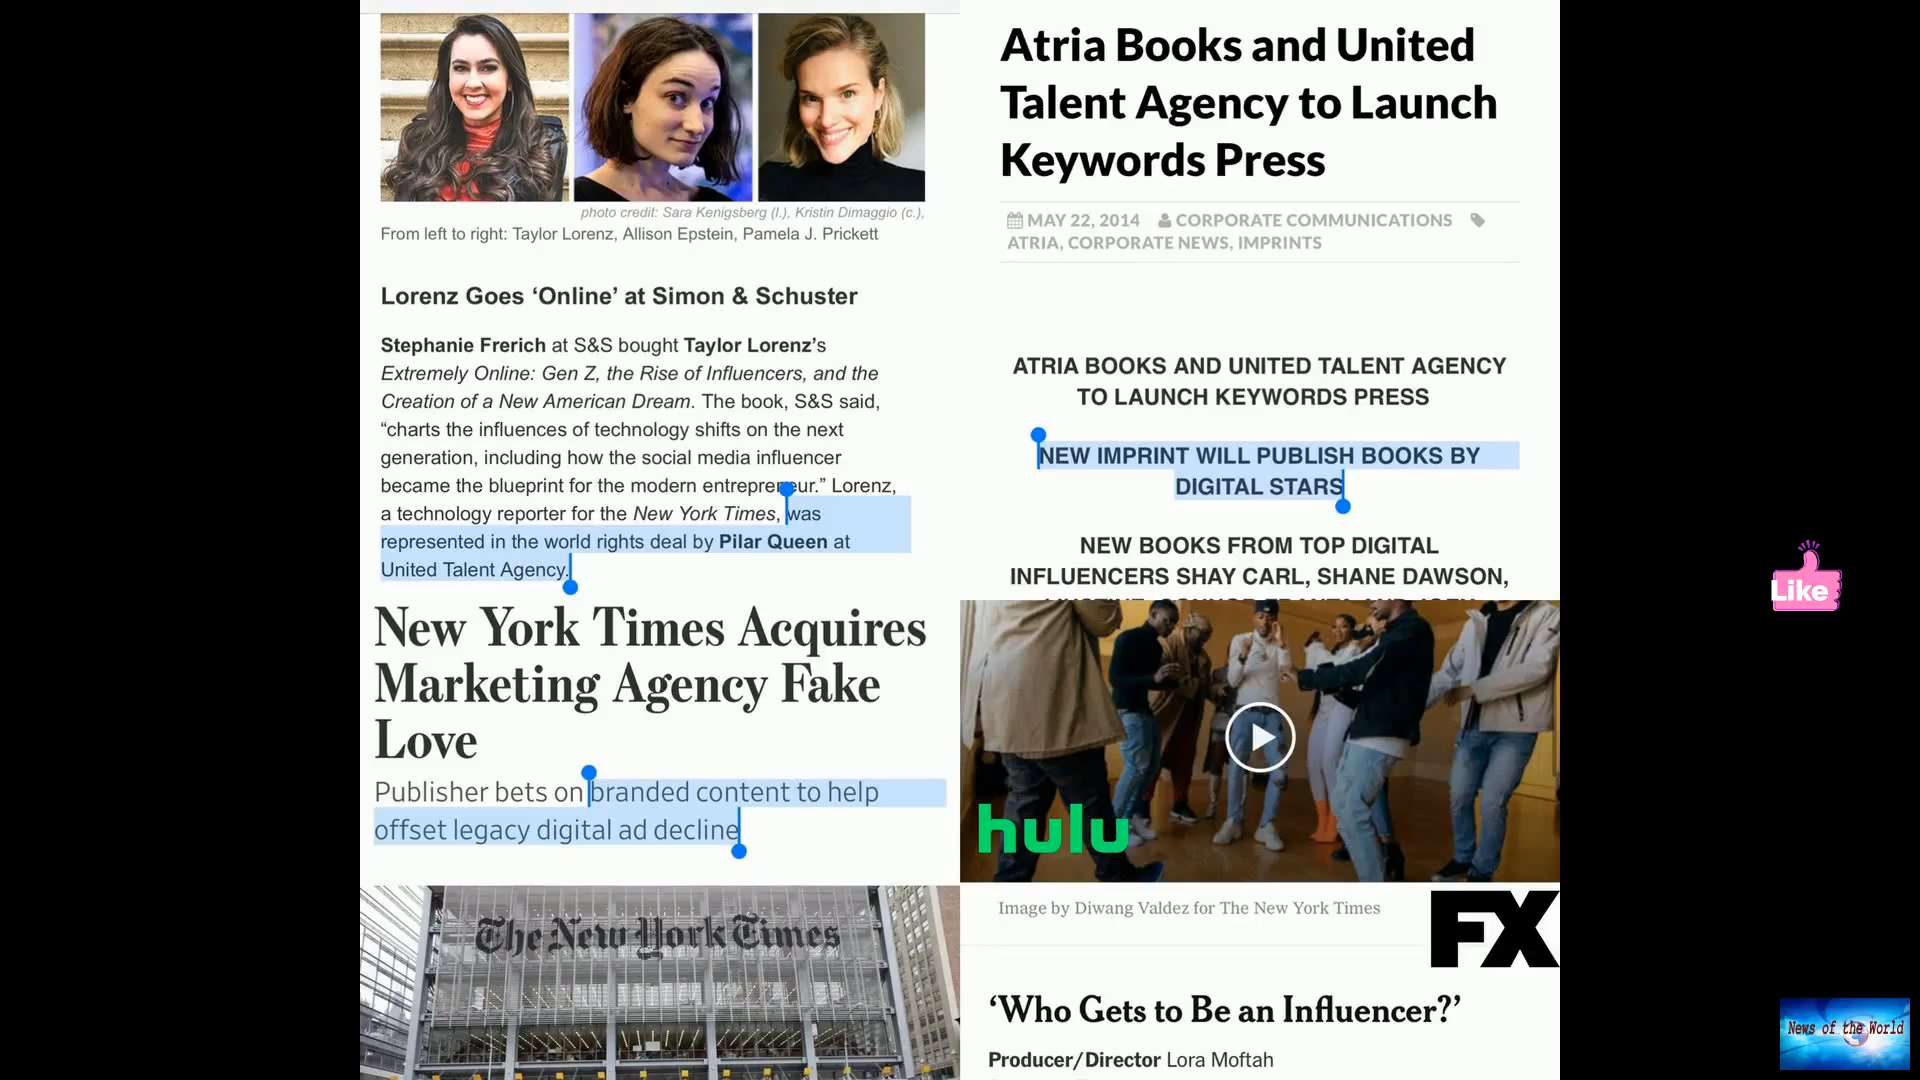 photo credit: Sara Kenigsberg (l.), Kristin Dimaggio (c.),
From left to right: Taylor Lorenz, Allison Epstein, Pamela J. Prickett
Lorenz Goes ‘Online’ at Simon & Schuster
Stephanie Frerich at S&S bought Taylor Lorenz’s
Extremely Online: Gen Z, the Rise of Influencers, and the
Creation of a New American Dream. The book, S&S said,
“charts the influences of technology shifts on the next
generation, including how the social media influencer
became the blueprint for the modern entrepreneur.” Lorenz,
a technology reporter for the New York Times, was
represented in the world rights deal by Pilar Queen at
United Talent Agency.
New York Times Acquires
Marketing Agency Fake
Love
Publisher bets on branded content to help
offset legacy digital ad decline
The New York Times
Atria Books and United
Talent Agency to Launch
Keywords Press
MAY 22, 2014 CORPORATE COMMUNICATIONS
ATRIA, CORPORATE NEWS, IMPRINTS
ATRIA BOOKS AND UNITED TALENT AGENCY
TO LAUNCH KEYWORDS PRESS
NEW IMPRINT WILL PUBLISH BOOKS BY
DIGITAL STARS
NEW BOOKS FROM TOP DIGITAL
INFLUENCERS SHAY CARL, SHANE DAWSON,
hulu
Image by Diwang Valdez for The New York Times
FX
‘Who Gets to Be an Influencer?’
Producer/Director Lora Moftah
Like
News of the World